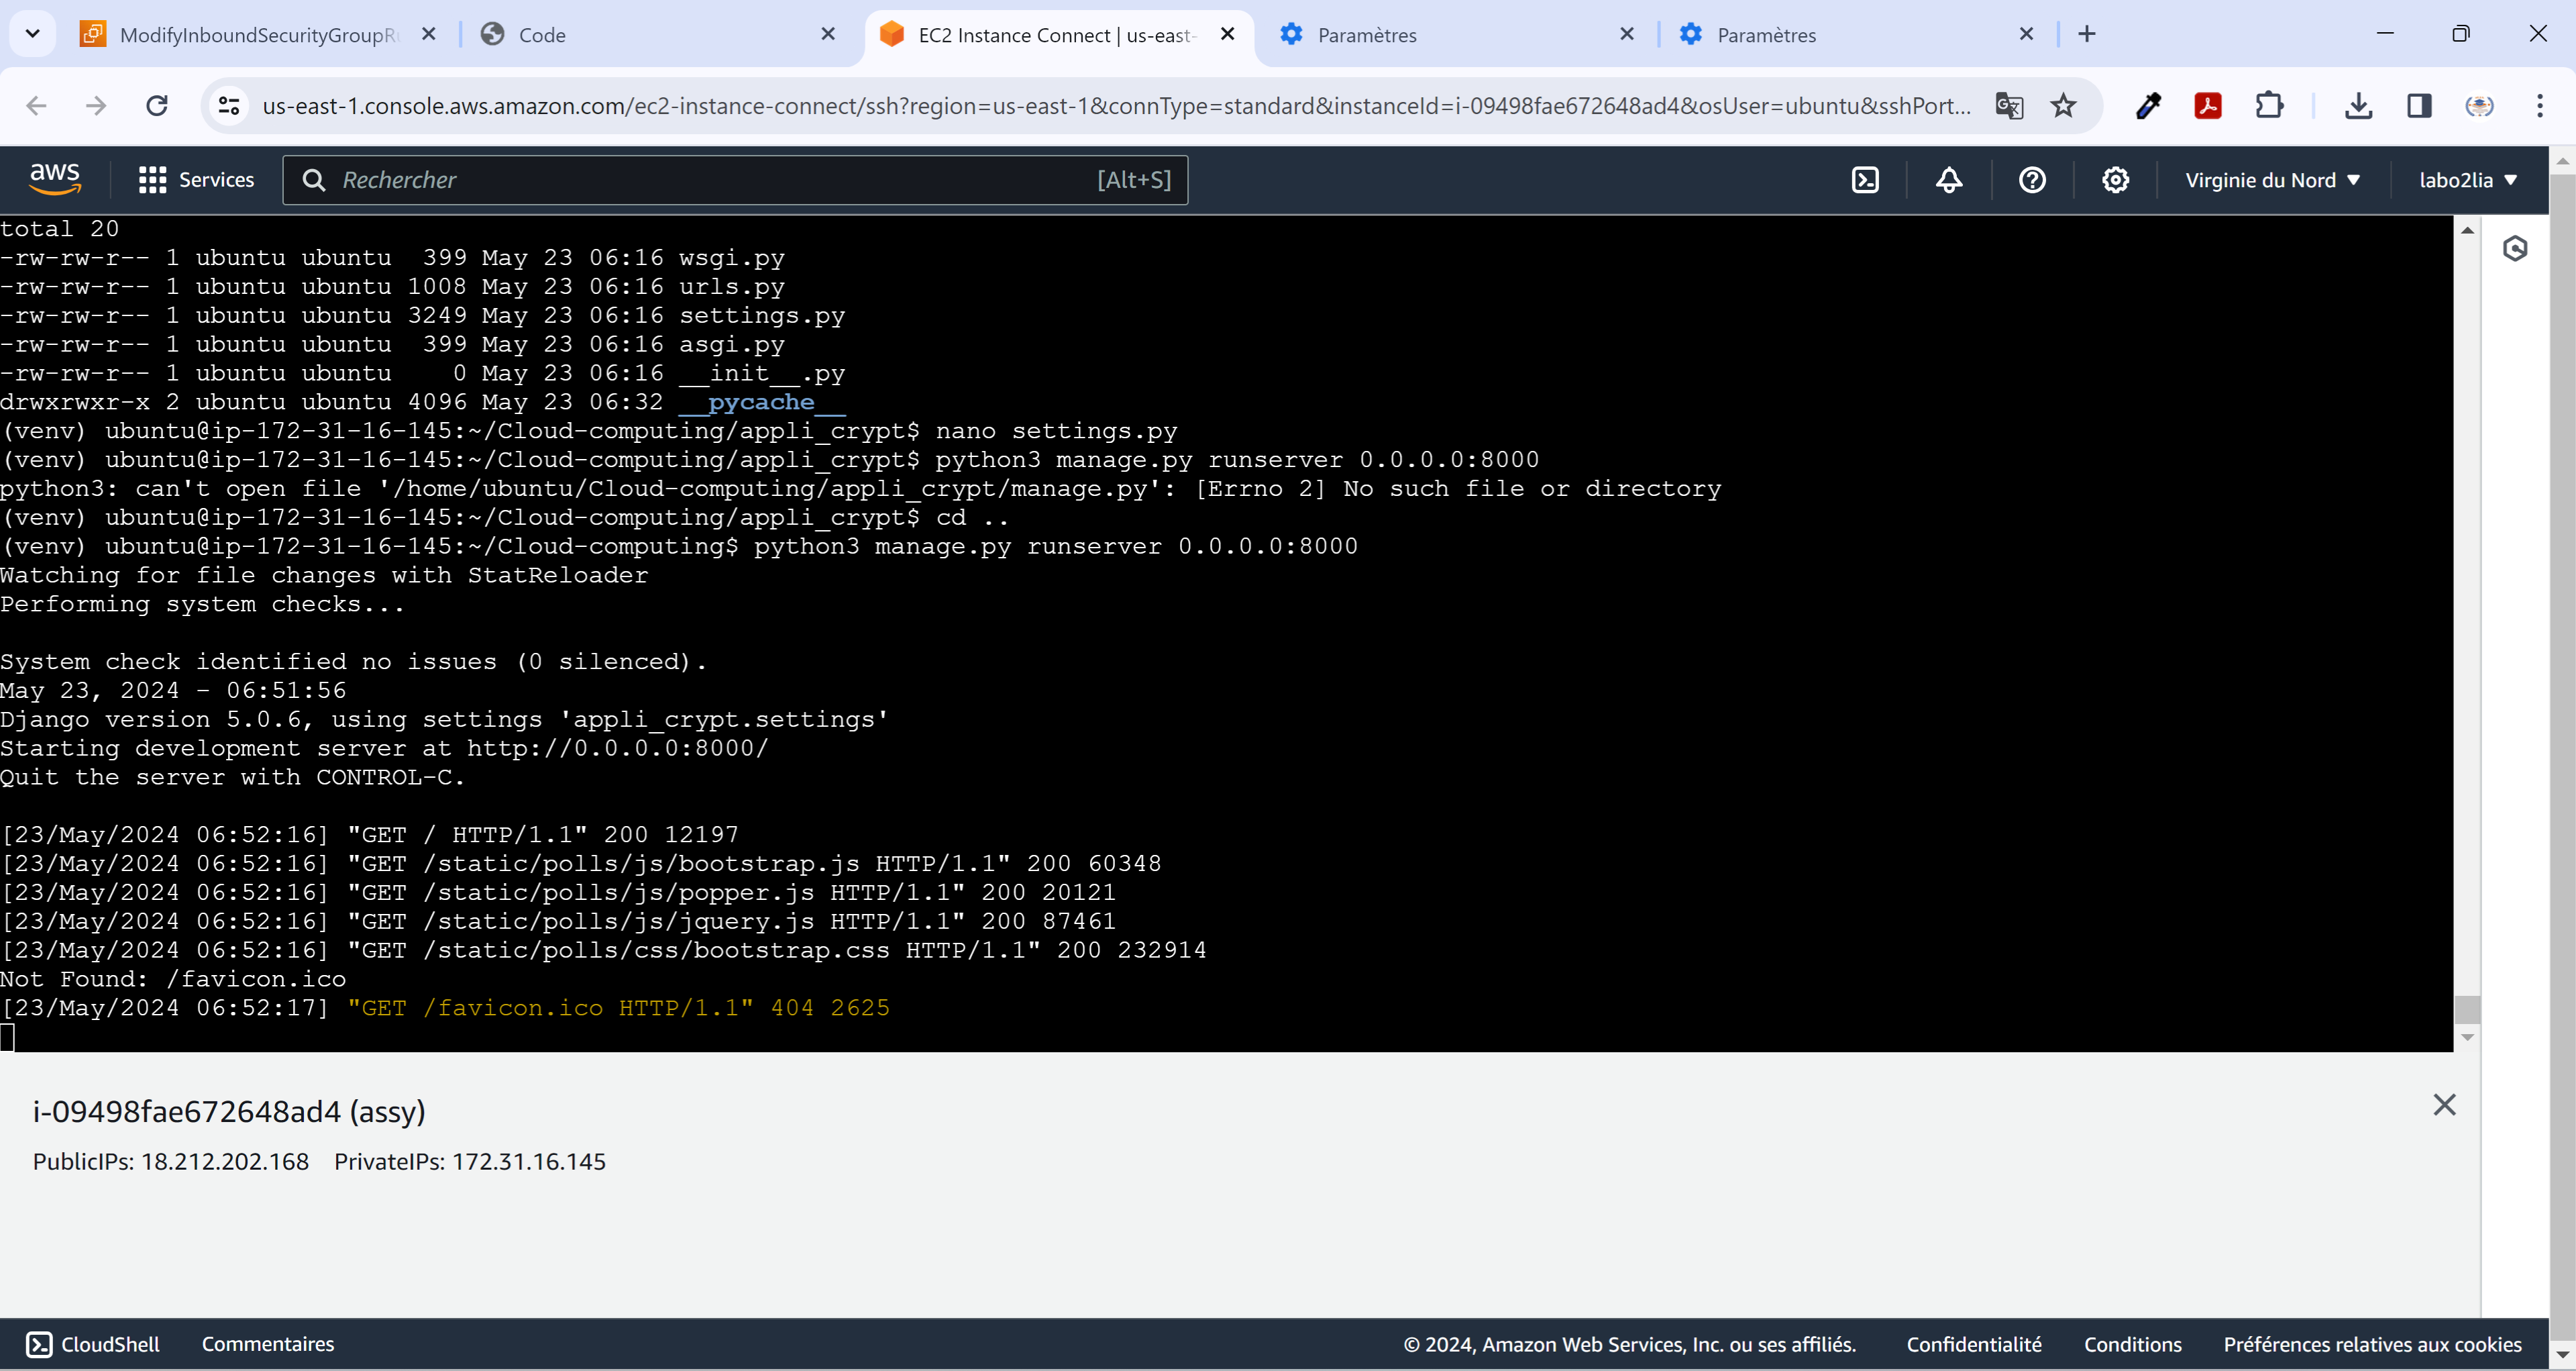 ModifyInboundSecurityGroupR
Code
EC2 Instance Connect | us-east-
Paramètres
Paramètres
us-east-1.console.aws.amazon.com/ec2-instance-connect/ssh?region=us-east-1&connType=standard&instanceId=i-09498fae672648ad4&osUser=ubuntu&sshPort...
aws
Services
Rechercher
[Alt+S]
Virginie du Nord
labo2lia
total 20
-rw-rw-r-- 1 ubuntu ubuntu  399 May 23 06:16 wsgi.py
-rw-rw-r-- 1 ubuntu ubuntu 1008 May 23 06:16 urls.py
-rw-rw-r-- 1 ubuntu ubuntu 3249 May 23 06:16 settings.py
-rw-rw-r-- 1 ubuntu ubuntu  399 May 23 06:16 asgi.py
-rw-rw-r-- 1 ubuntu ubuntu    0 May 23 06:16 __init__.py
drwxrwxr-x 2 ubuntu ubuntu 4096 May 23 06:32 __pycache__
(venv) ubuntu@ip-172-31-16-145:~/Cloud-computing/appli_crypt$ nano settings.py
(venv) ubuntu@ip-172-31-16-145:~/Cloud-computing/appli_crypt$ python3 manage.py runserver 0.0.0.0:8000
python3: can't open file '/home/ubuntu/Cloud-computing/appli_crypt/manage.py': [Errno 2] No such file or directory
(venv) ubuntu@ip-172-31-16-145:~/Cloud-computing/appli_crypt$ cd ..
(venv) ubuntu@ip-172-31-16-145:~/Cloud-computing$ python3 manage.py runserver 0.0.0.0:8000
Watching for file changes with StatReloader
Performing system checks...
System check identified no issues (0 silenced).
May 23, 2024 - 06:51:56
Django version 5.0.6, using settings 'appli_crypt.settings'
Starting development server at http://0.0.0.0:8000/
Quit the server with CONTROL-C.
[23/May/2024 06:52:16] "GET / HTTP/1.1" 200 12197
[23/May/2024 06:52:16] "GET /static/polls/js/bootstrap.js HTTP/1.1" 200 60348
[23/May/2024 06:52:16] "GET /static/polls/js/popper.js HTTP/1.1" 200 20121
[23/May/2024 06:52:16] "GET /static/polls/js/jquery.js HTTP/1.1" 200 87461
[23/May/2024 06:52:16] "GET /static/polls/css/bootstrap.css HTTP/1.1" 200 232914
Not Found: /favicon.ico
[23/May/2024 06:52:17] "GET /favicon.ico HTTP/1.1" 404 2625
i-09498fae672648ad4 (assy)
PublicIPs: 18.212.202.168 PrivateIPs: 172.31.16.145
CloudShell
Commentaires
© 2024, Amazon Web Services, Inc. ou ses affiliés.
Confidentialité
Conditions
Préférences relatives aux cookies